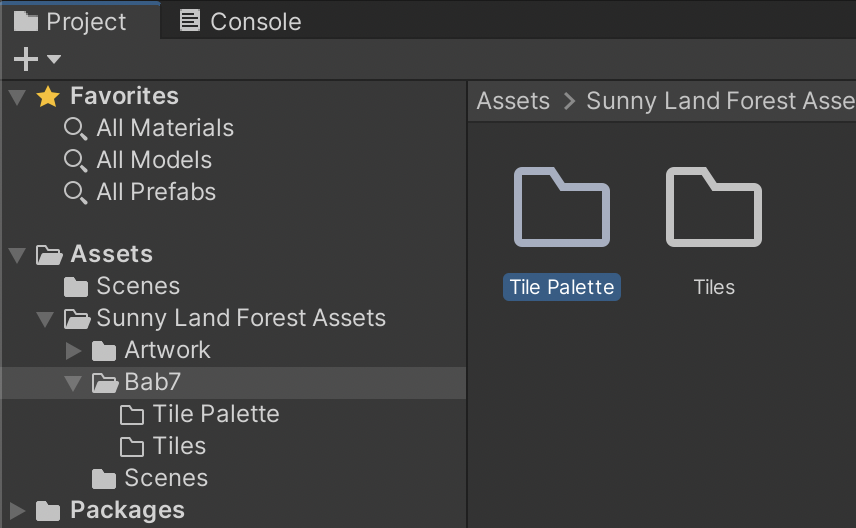 Project
Console
Favorites
All Materials
All Models
All Prefabs
Assets
Scenes
Sunny Land Forest Assets
Artwork
Bab7
Tile Palette
Tiles
Scenes
Packages
Assets > Sunny Land Forest Asse
Tile Palette
Tiles